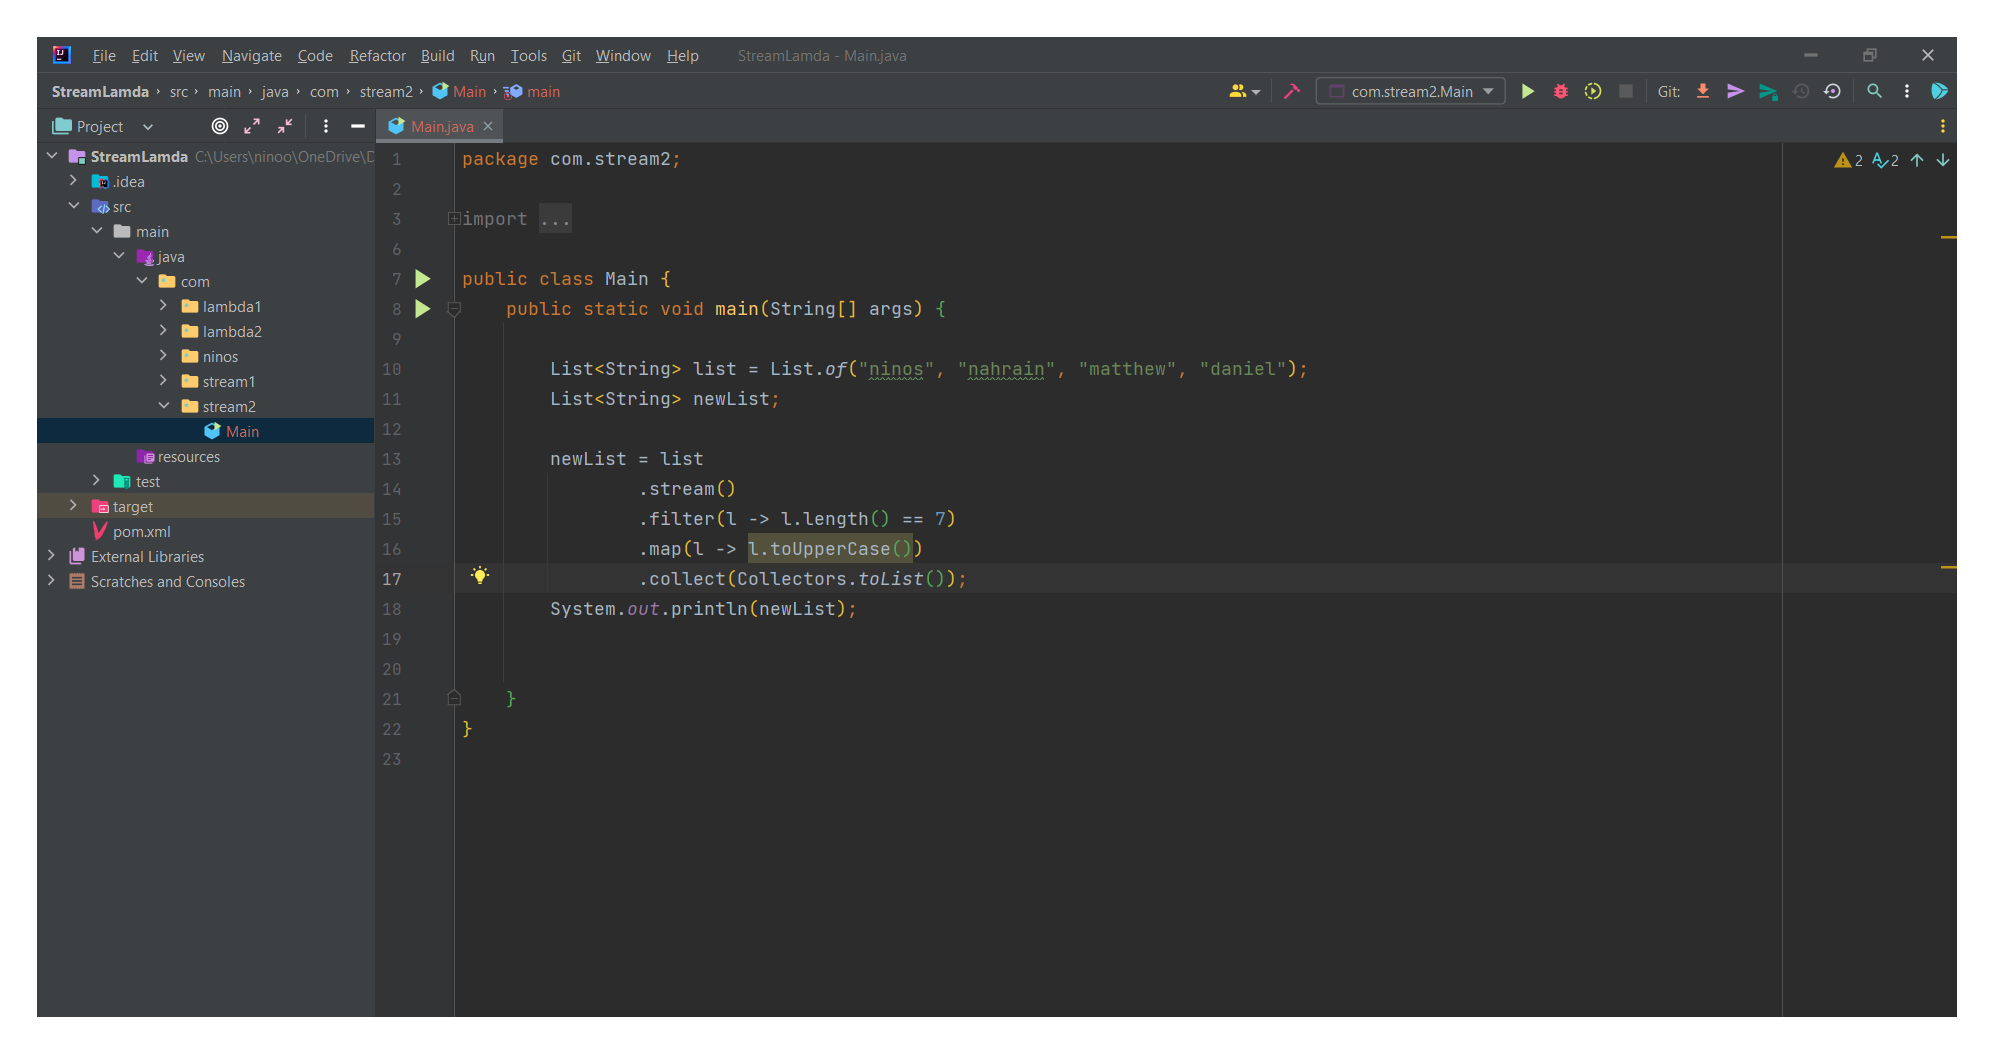 File Edit View Navigate Code Refactor Build Run Tools Git Window Help StreamLamda - Main.java
StreamLamda › src › main › java › com › stream2 › Main › main com.stream2.Main Git:
Project Main.java
StreamLamda C:\Users\ninoo\OneDrive\D
.idea
src
main
java
com
lambda1
lambda2
ninos
stream1
stream2
Main
resources
test
target
pom.xml
External Libraries
Scratches and Consoles
2 2
1 package com.stream2;
2
3 import ...
6
7 public class Main {
8 public static void main(String[] args) {
9
10 List<String> list = List.of("ninos", "nahrain", "matthew", "daniel");
11 List<String> newList;
12
13 newList = list
14 .stream()
15 .filter(l -> l.length() == 7)
16 .map(l -> l.toUpperCase())
17 .collect(Collectors.toList());
18 System.out.println(newList);
19
20
21 }
22 }
23